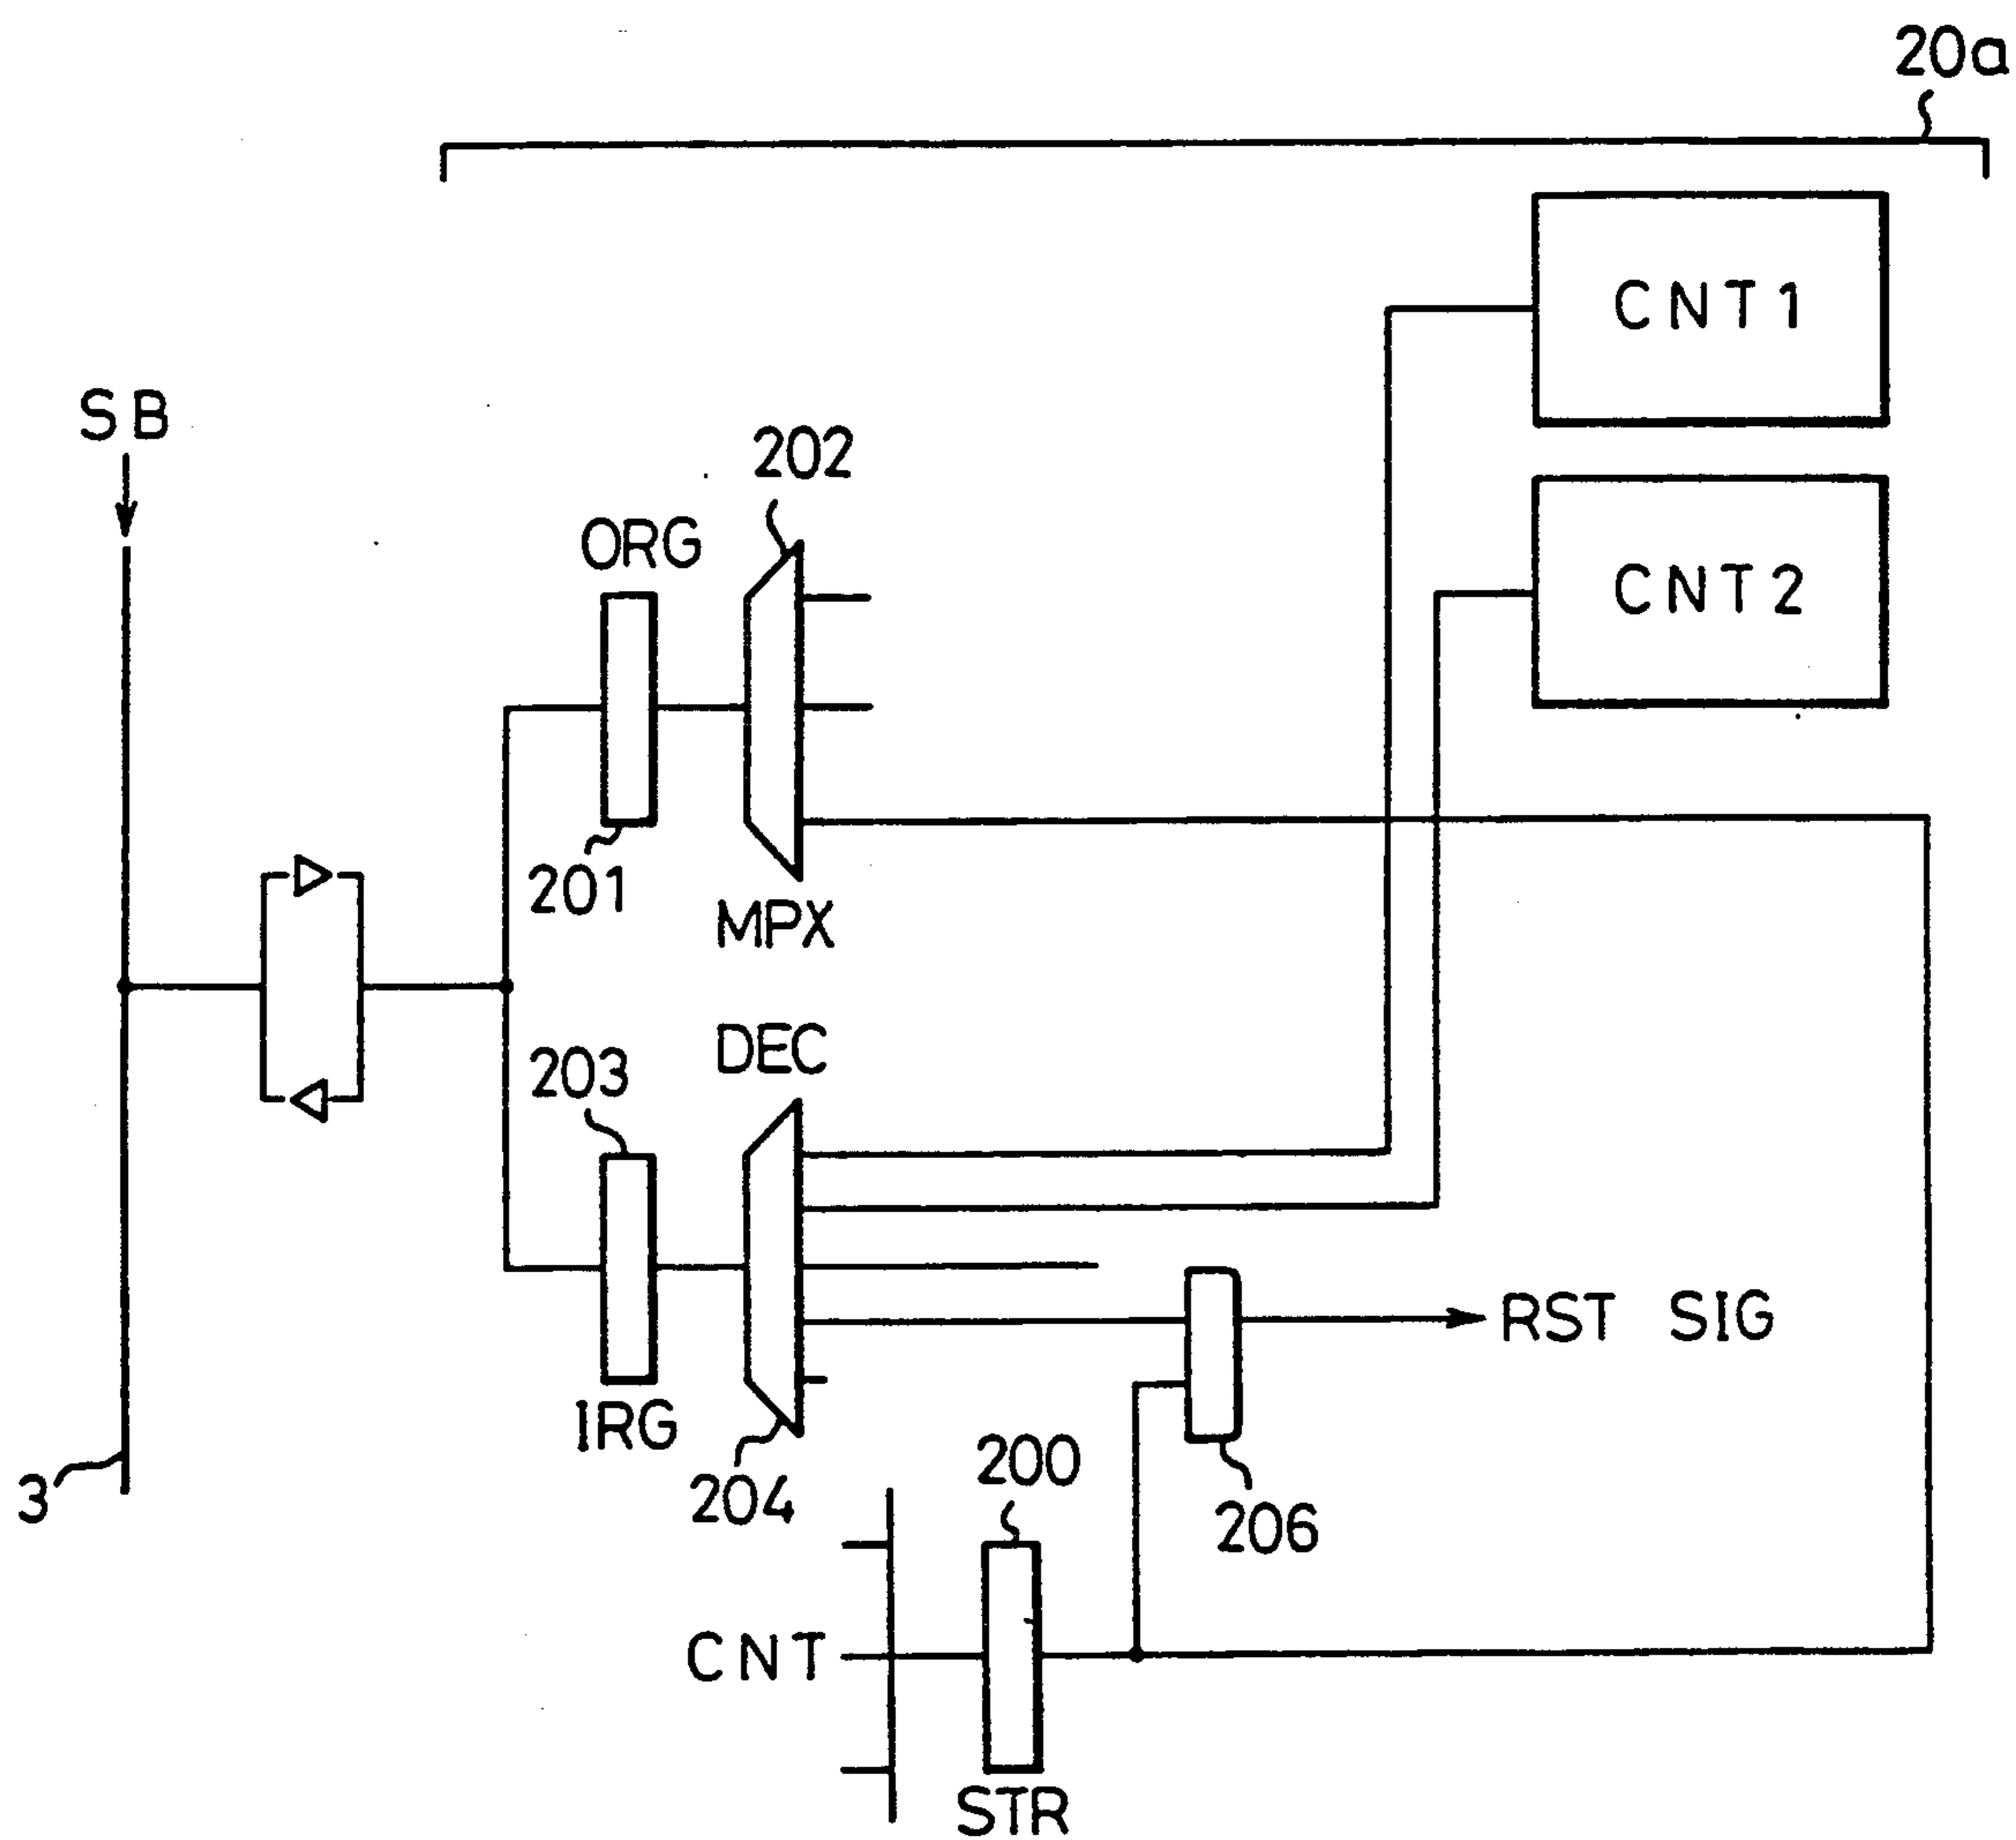 20a
CNT1
SB
202
ORG
CNT2
201
MPX
DEC
203
RST SIG
IRG
200
3
204
206
CNT
STR